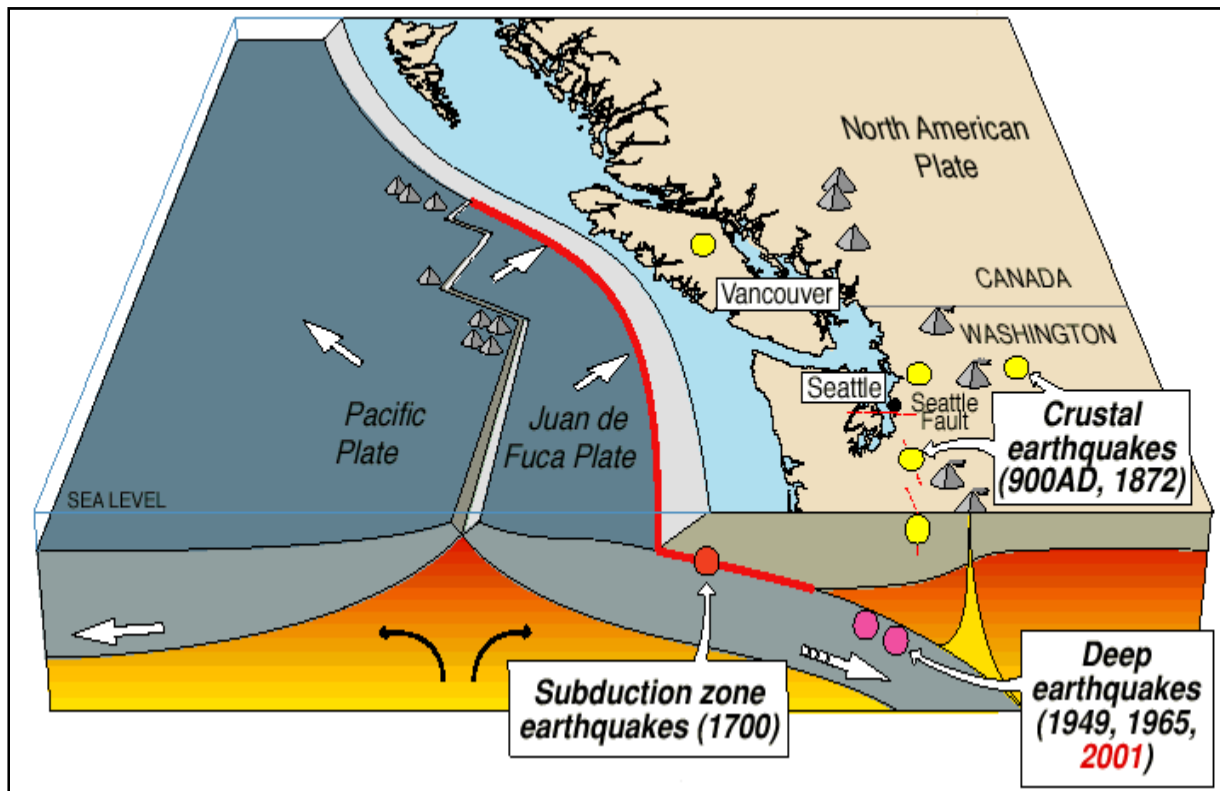 North American
Plate
CANADA
Vancouver
WASHINGTON
Seattle
Seattle
Fault
Crustal
earthquakes
(900AD, 1872)
Pacific
Plate
Juan de
Fuca Plate
SEA LEVEL
Subduction zone
earthquakes (1700)
Deep
earthquakes
(1949, 1965,
2001)